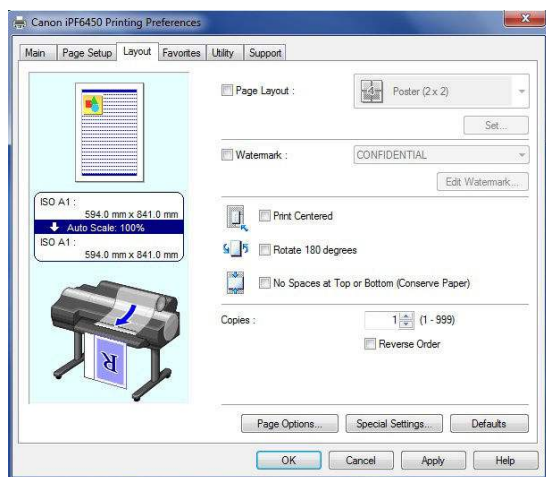 Canon iPF6450 Printing Preferences
Main Page Setup Layout Favorites Utility Support
Page Layout :
Poster (2 x 2)
Set...
Watermark :
CONFIDENTIAL
Edit Watermark...
ISO A1 :
594.0 mm x 841.0 mm
Auto Scale: 100%
ISO A1 :
594.0 mm x 841.0 mm
Print Centered
Rotate 180 degrees
No Spaces at Top or Bottom (Conserve Paper)
Copies :
1 (1 - 999)
Reverse Order
R
Page Options... Special Settings... Defaults
OK Cancel Apply Help